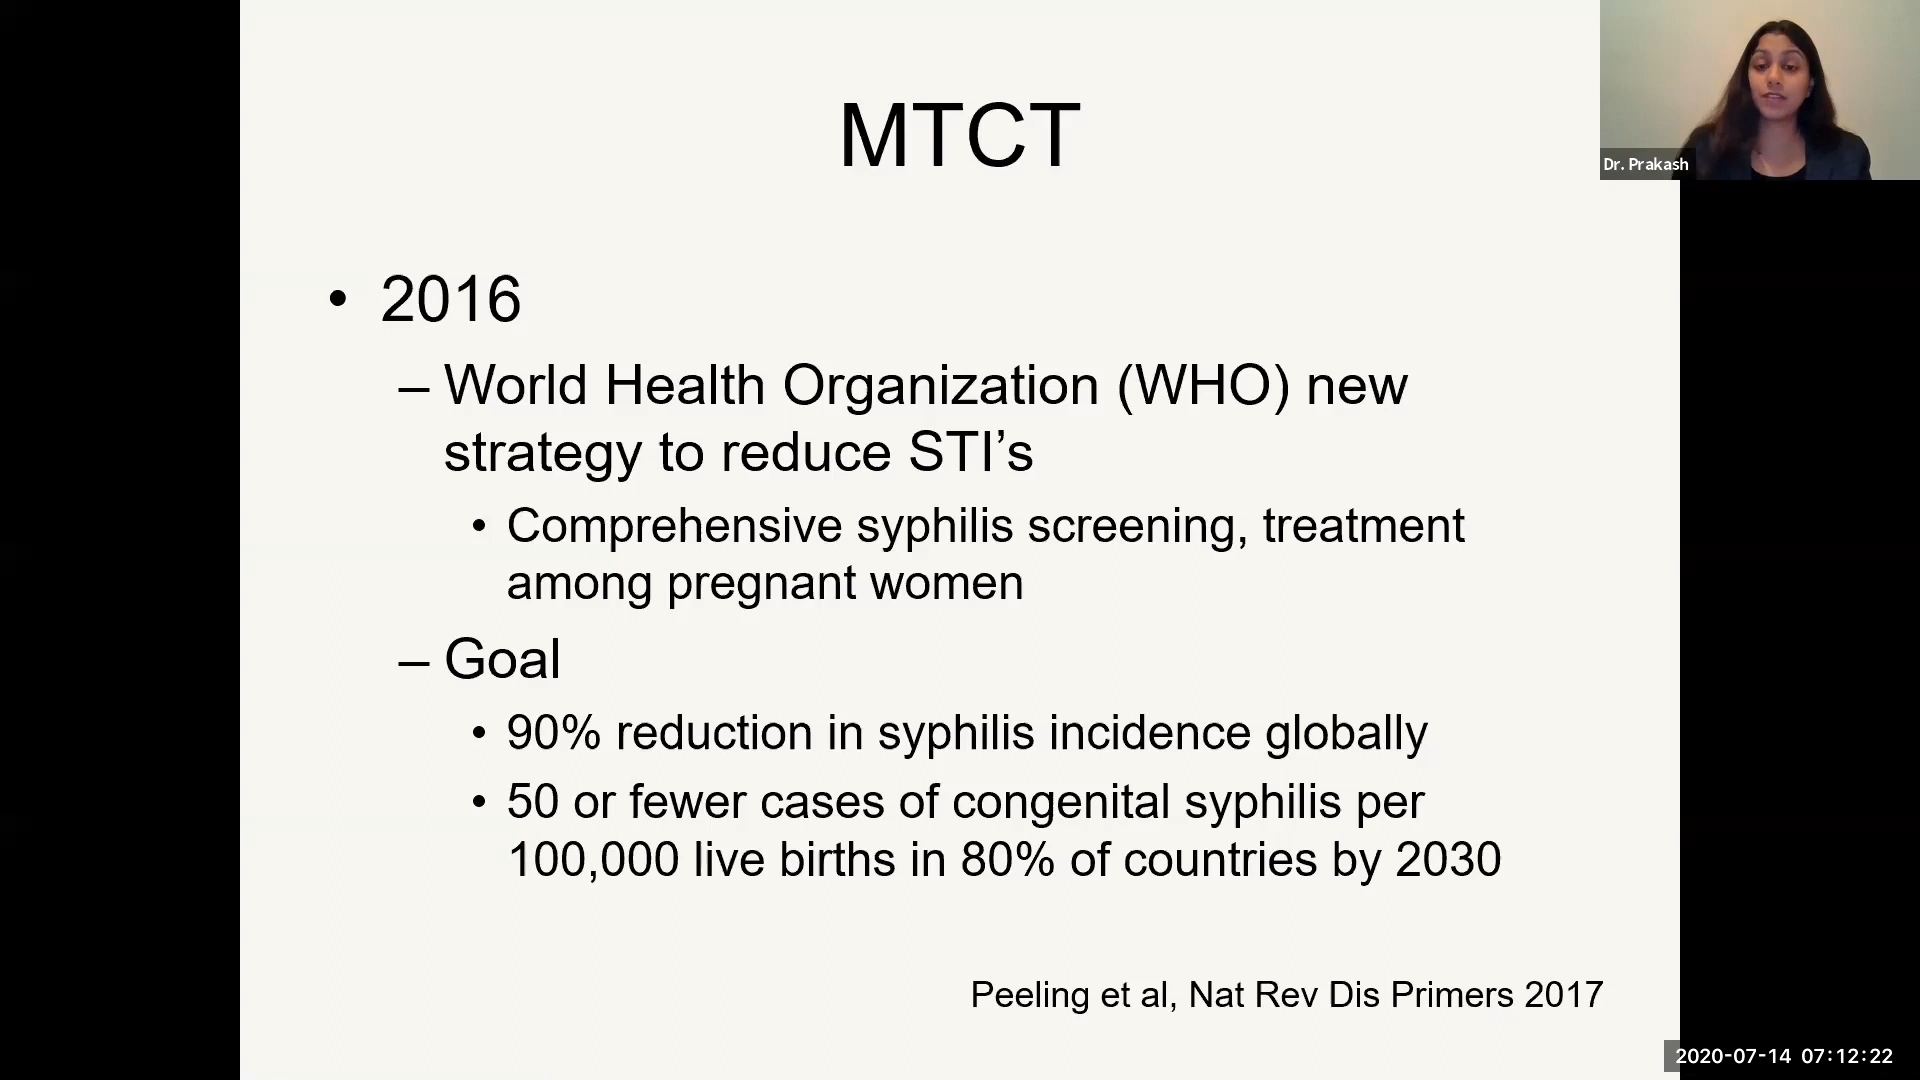 MTCT
Dr. Prakash
• 2016
– World Health Organization (WHO) new
strategy to reduce STI’s
• Comprehensive syphilis screening, treatment
among pregnant women
– Goal
• 90% reduction in syphilis incidence globally
• 50 or fewer cases of congenital syphilis per
100,000 live births in 80% of countries by 2030
Peeling et al, Nat Rev Dis Primers 2017
2020-07-14 07:12:22